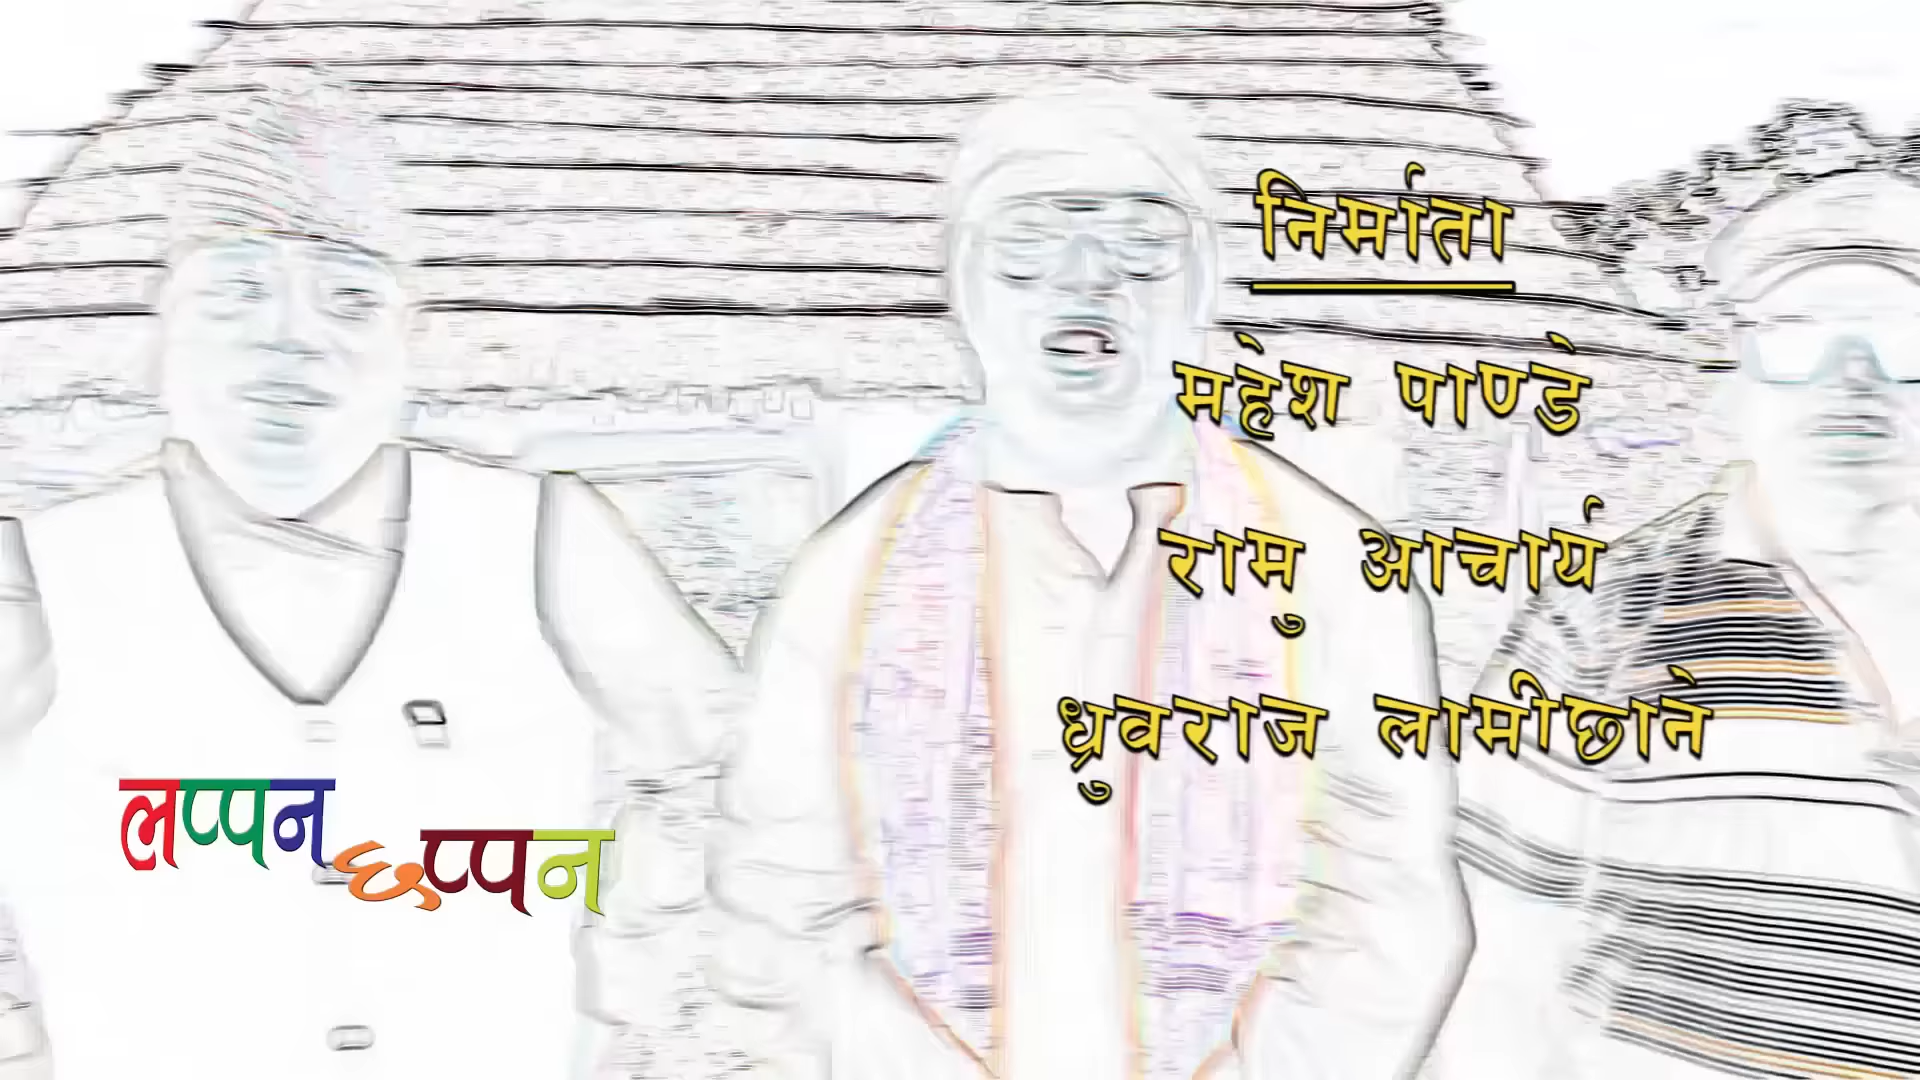 निर्माता
महेश पाण्डे
रामु आचार्य
ध्रुवराज लामीछाने
लप्पन
छप्पन